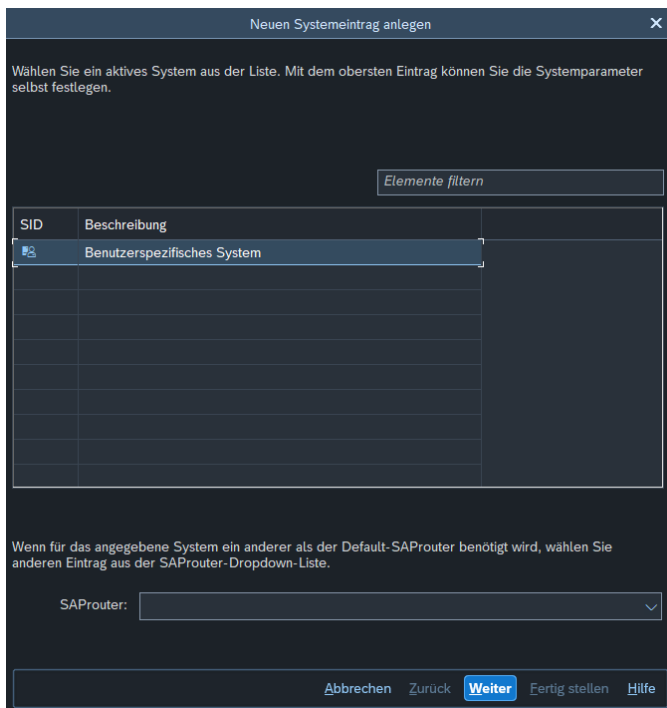 Neuen Systemeintrag anlegen
Wählen Sie ein aktives System aus der Liste. Mit dem obersten Eintrag können Sie die Systemparameter
selbst festlegen.
Elemente filtern
SID Beschreibung
Benutzerspezifisches System
Wenn für das angegebene System ein anderer als der Default-SAProuter benötigt wird, wählen Sie
anderen Eintrag aus der SAProuter-Dropdown-Liste.
SAProuter:
Abbrechen Zurück Weiter Fertig stellen Hilfe